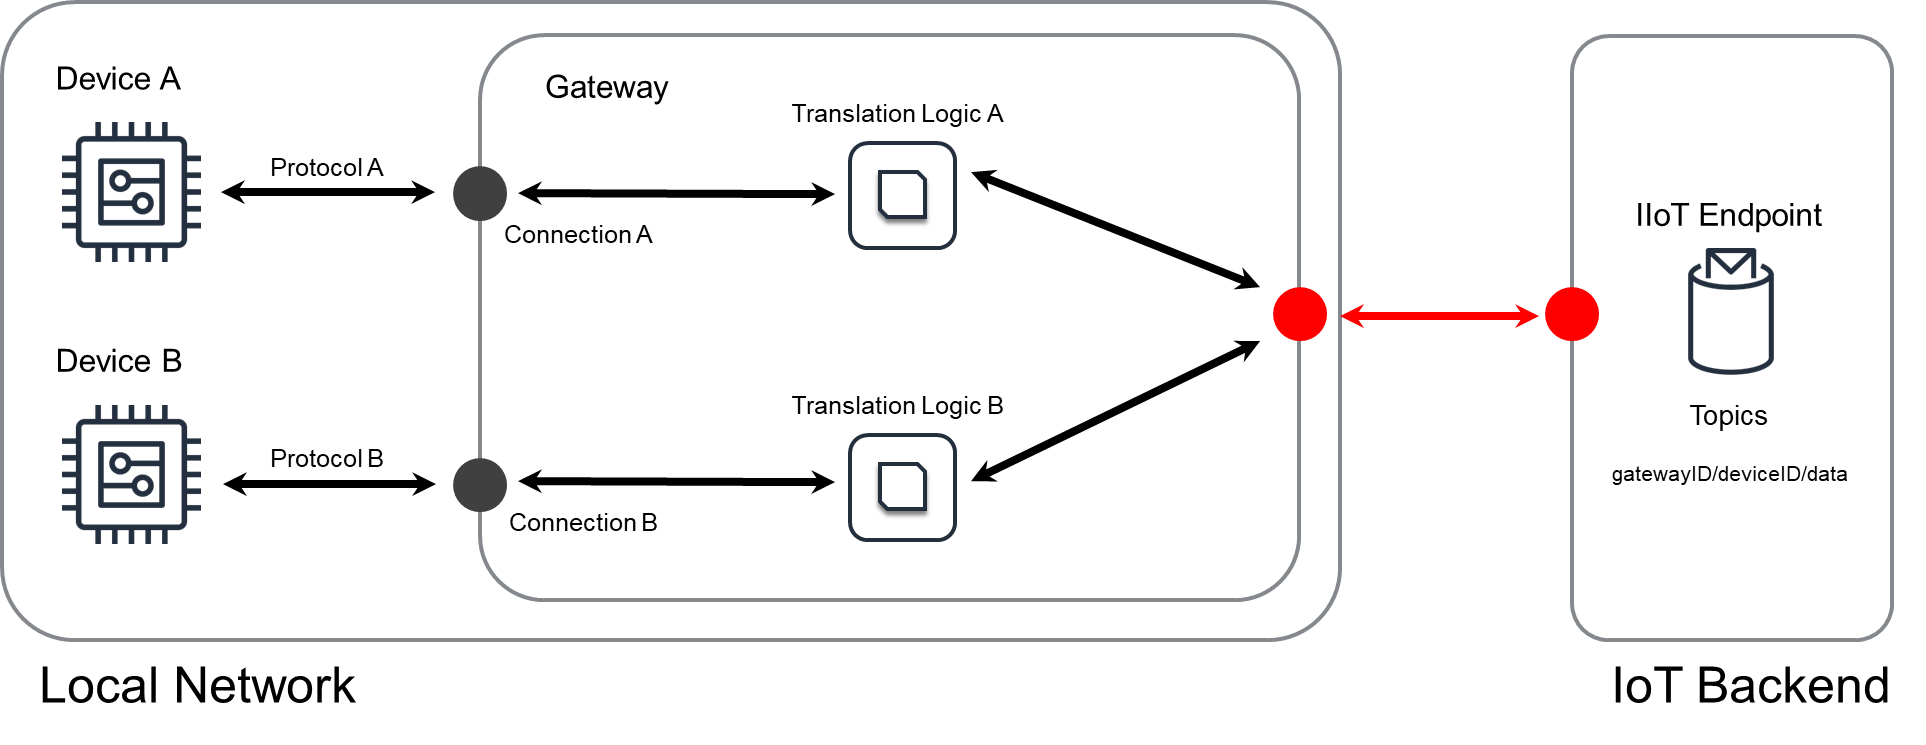 Device A
Gateway
Translation Logic A
Protocol A
Connection A
IIoT Endpoint
Device B
Translation Logic B
Topics
Protocol B
gatewayID/deviceID/data
Connection B
Local Network
IoT Backend